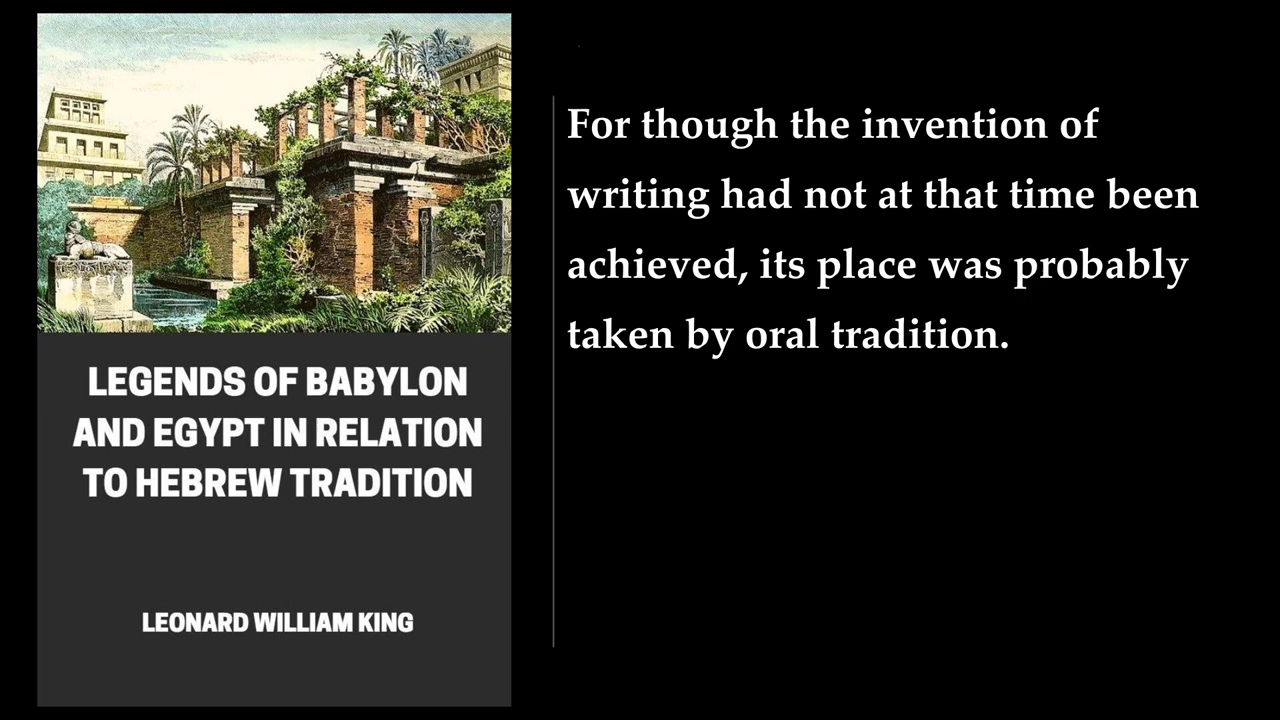 LEGENDS OF BABYLON
AND EGYPT IN RELATION
TO HEBREW TRADITION
LEONARD WILLIAM KING
For though the invention of
writing had not at that time been
achieved, its place was probably
taken by oral tradition.